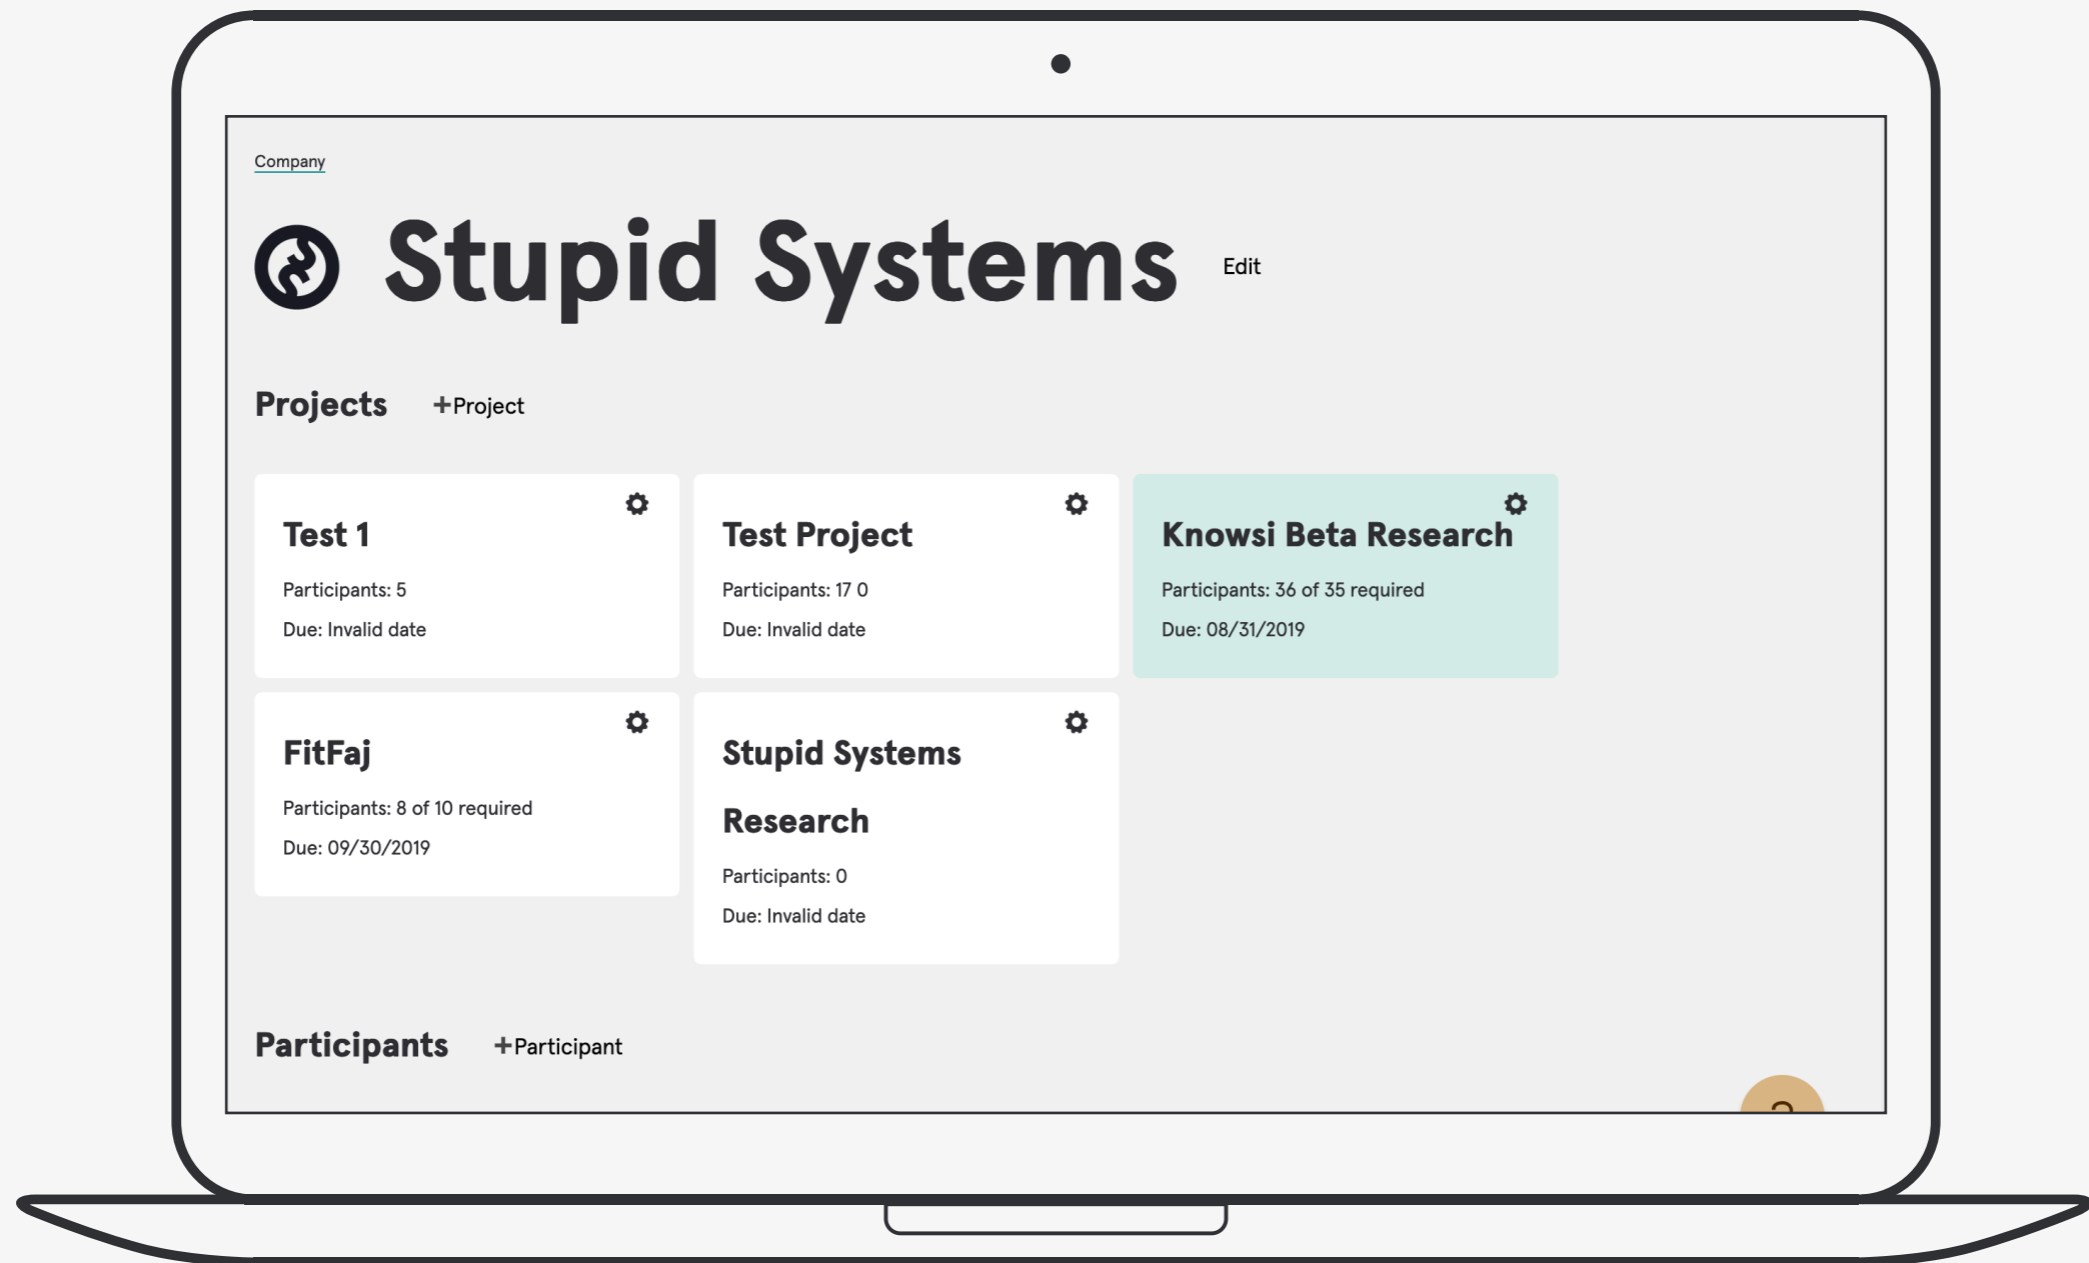 Company
Stupid Systems
Edit
Projects
+Project
Test 1
Participants: 5
Due: Invalid date
Test Project
Participants: 17 0
Due: Invalid date
Knowsi Beta Research
Participants: 36 of 35 required
Due: 08/31/2019
FitFaj
Participants: 8 of 10 required
Due: 09/30/2019
Stupid Systems
Research
Participants: 0
Due: Invalid date
Participants
+Participant